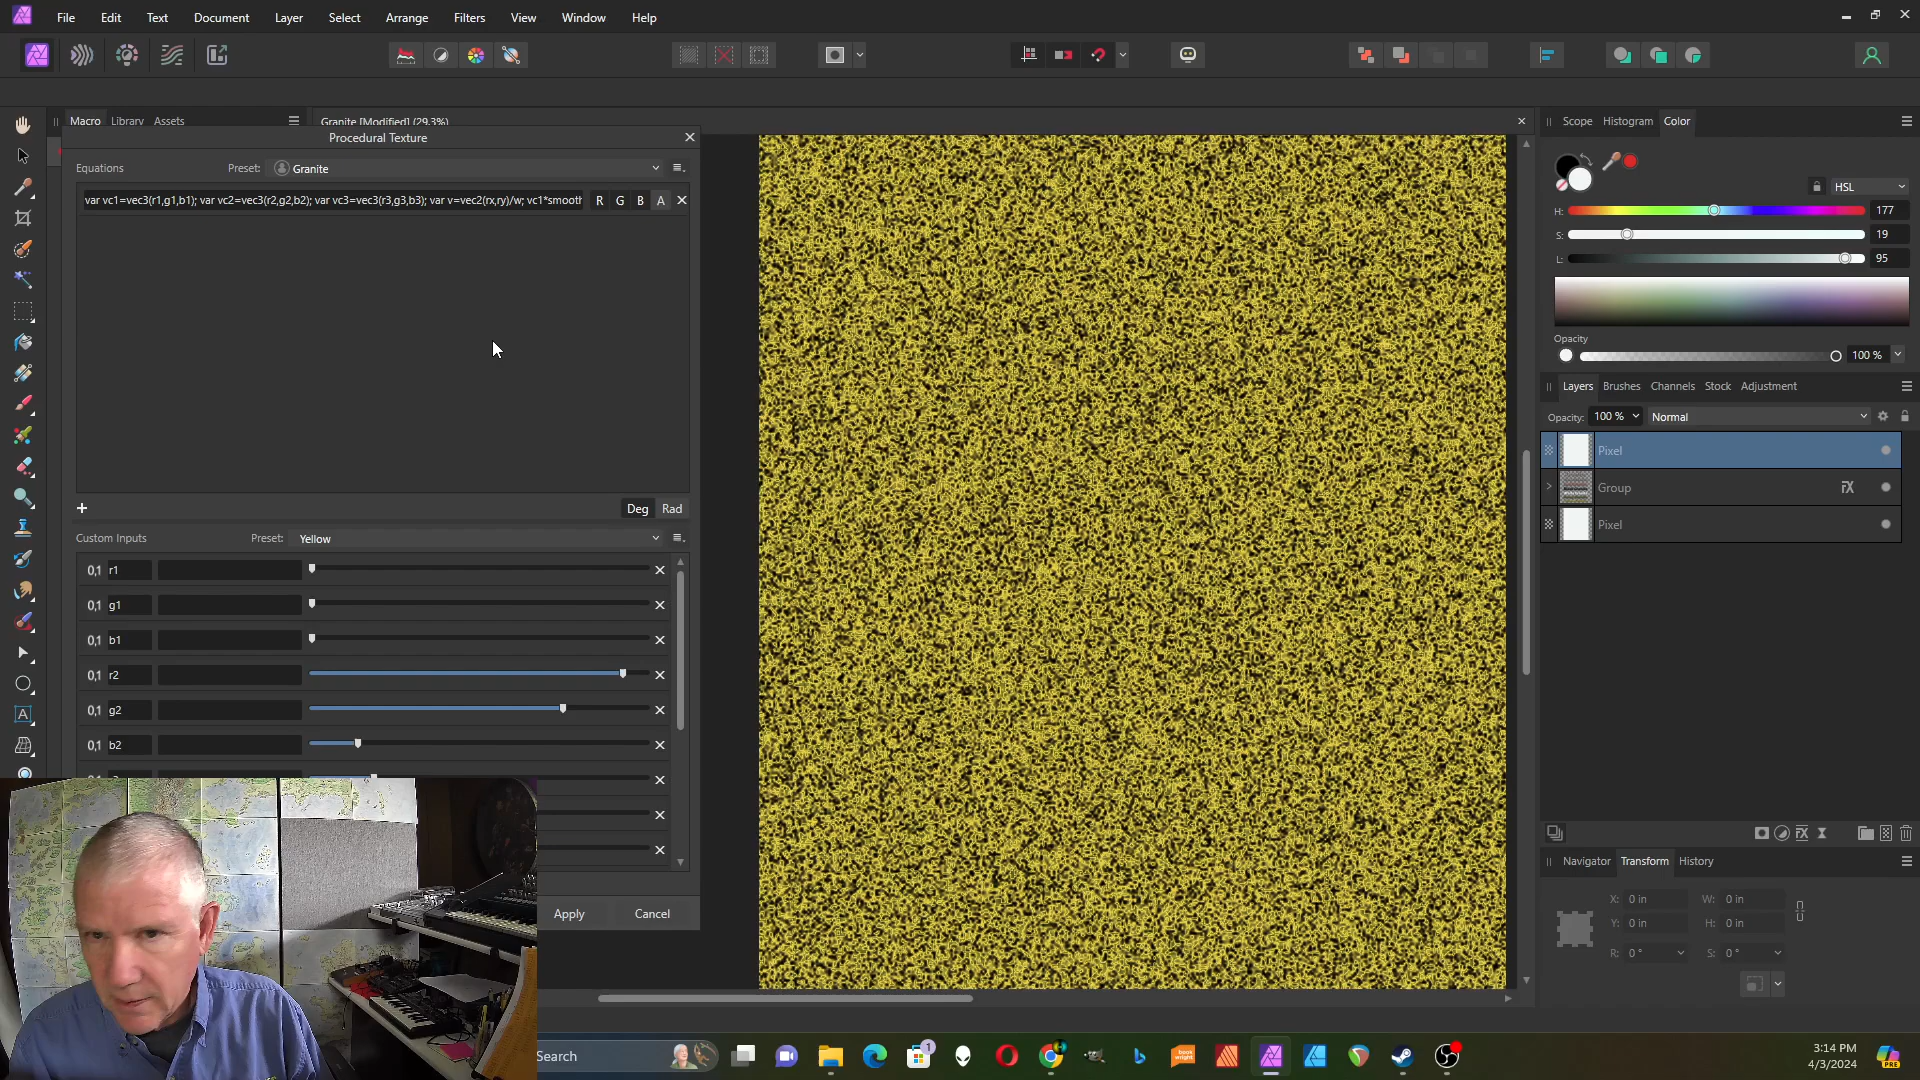 File Edit Text Document Layer Select Arrange Filters View Window Help
Macro Library Assets
Granite [Modified] (29.3%)
Procedural Texture
Equations Preset: Granite
var vc1=vec3(r1,g1,b1); var vc2=vec3(r2,g2,b2); var vc3=vec3(r3,g3,b3); var v=vec2(rx,ry)/w; vc1*smooth
R G B A
Deg Rad
Custom Inputs Preset: Yellow
0,1 r1
0,1 g1
0,1 b1
0,1 r2
0,1 g2
0,1 b2
Apply Cancel
Scope Histogram Color
HSL
H: 177
S: 19
L: 95
Opacity
100 %
Layers Brushes Channels Stock Adjustment
Opacity: 100 % Normal
Pixel
Group
Pixel
Navigator Transform History
X: 0 in W: 0 in
Y: 0 in H: 0 in
R: 0 ° S: 0 °
Search
1
3:14 PM
4/3/2024
PRE